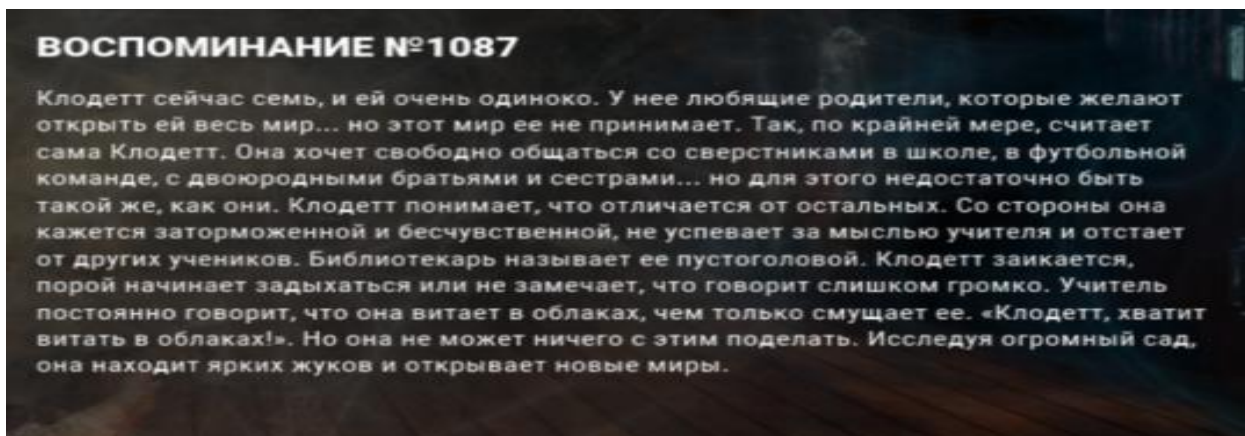 ВОСПОМИНАНИЕ №1087
Клодетт сейчас семь, и ей очень одиноко. У нее любящие родители, которые желают
открыть ей весь мир... но этот мир ее не принимает. Так, по крайней мере, считает
сама Клодетт. Она хочет свободно общаться со сверстниками в школе, в футбольной
команде, с двоюродными братьями и сестрами... но для этого недостаточно быть
такой же, как они. Клодетт понимает, что отличается от остальных. Со стороны она
кажется заторможенной и бесчувственной, не успевает за мыслью учителя и отстает
от других учеников. Библиотекарь называет ее пустоголовой. Клодетт заикается,
порой начинает задыхаться или не замечает, что говорит слишком громко. Учитель
постоянно говорит, что она витает в облаках, чем только смущает ее. «Клодетт, хватит
витать в облаках!». Но она не может ничего с этим поделать. Исследуя огромный сад,
она находит ярких жуков и открывает новые миры.